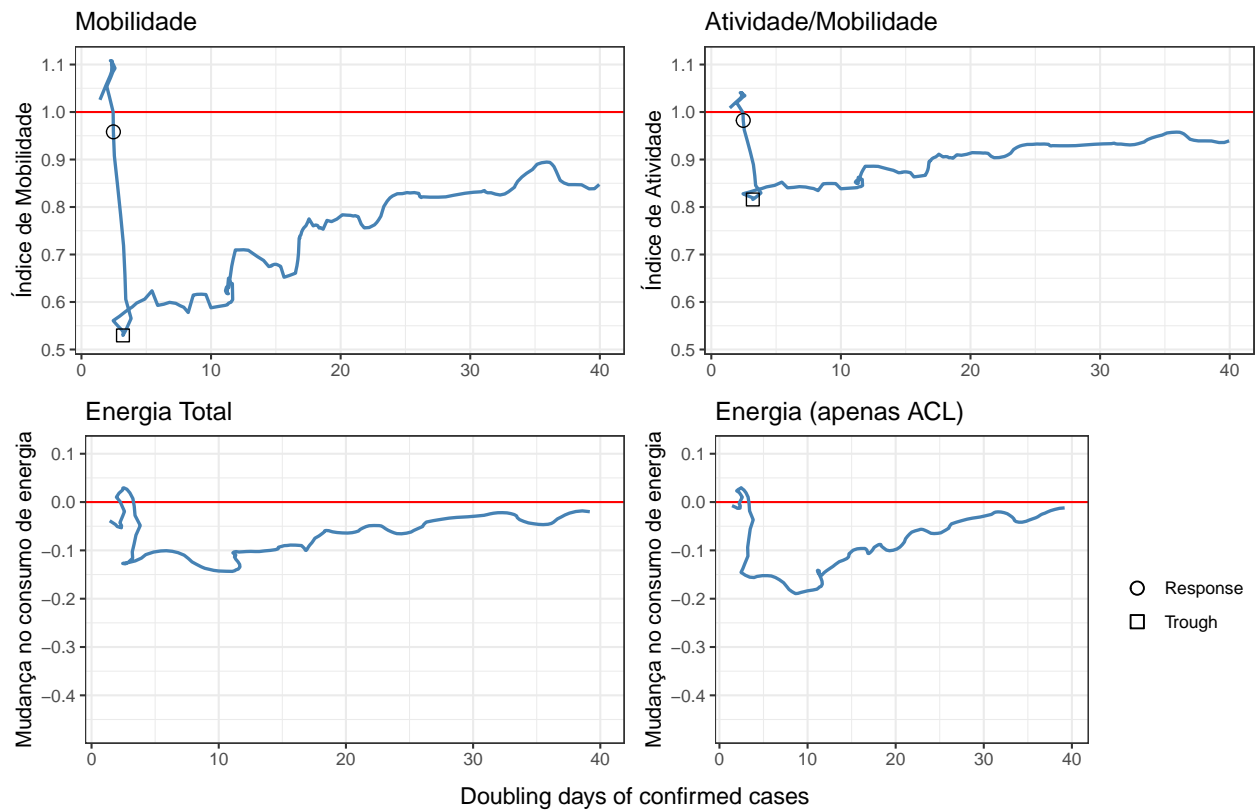 Mobilidade
Índice de Mobilidade
1.1
1.0
0.9
0.8
0.7
0.6
0.5
0 10 20 30 40
Atividade/Mobilidade
Índice de Atividade
1.1
1.0
0.9
0.8
0.7
0.6
0.5
0 10 20 30 40
Energia Total
Mudança no consumo de energia
0.1
0.0
−0.1
−0.2
−0.3
−0.4
0 10 20 30 40
Energia (apenas ACL)
Mudança no consumo de energia
0.1
0.0
−0.1
−0.2
−0.3
−0.4
0 10 20 30 40
Response
Trough
Doubling days of confirmed cases